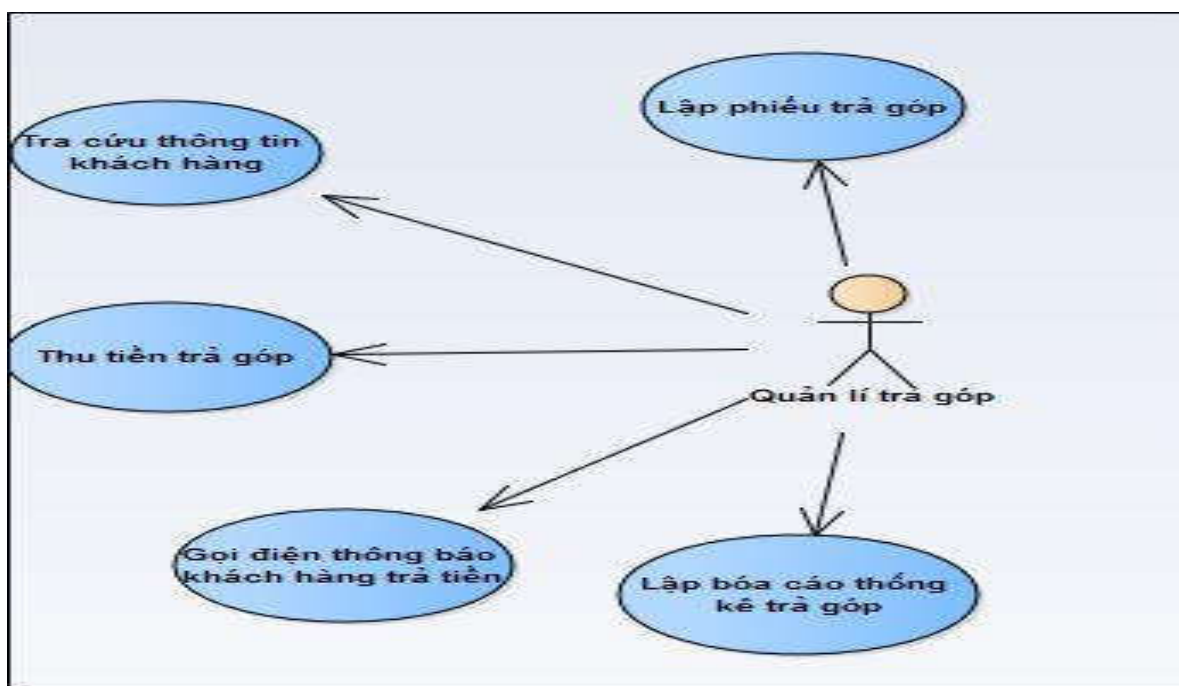 Lập phiếu trả góp
Tra cứu thông tin
khách hàng
Thu tiền trả góp
Quản lí trả góp
Gọi điện thông báo
khách hàng trả tiền
Lập bóa cáo thống
kê trả góp